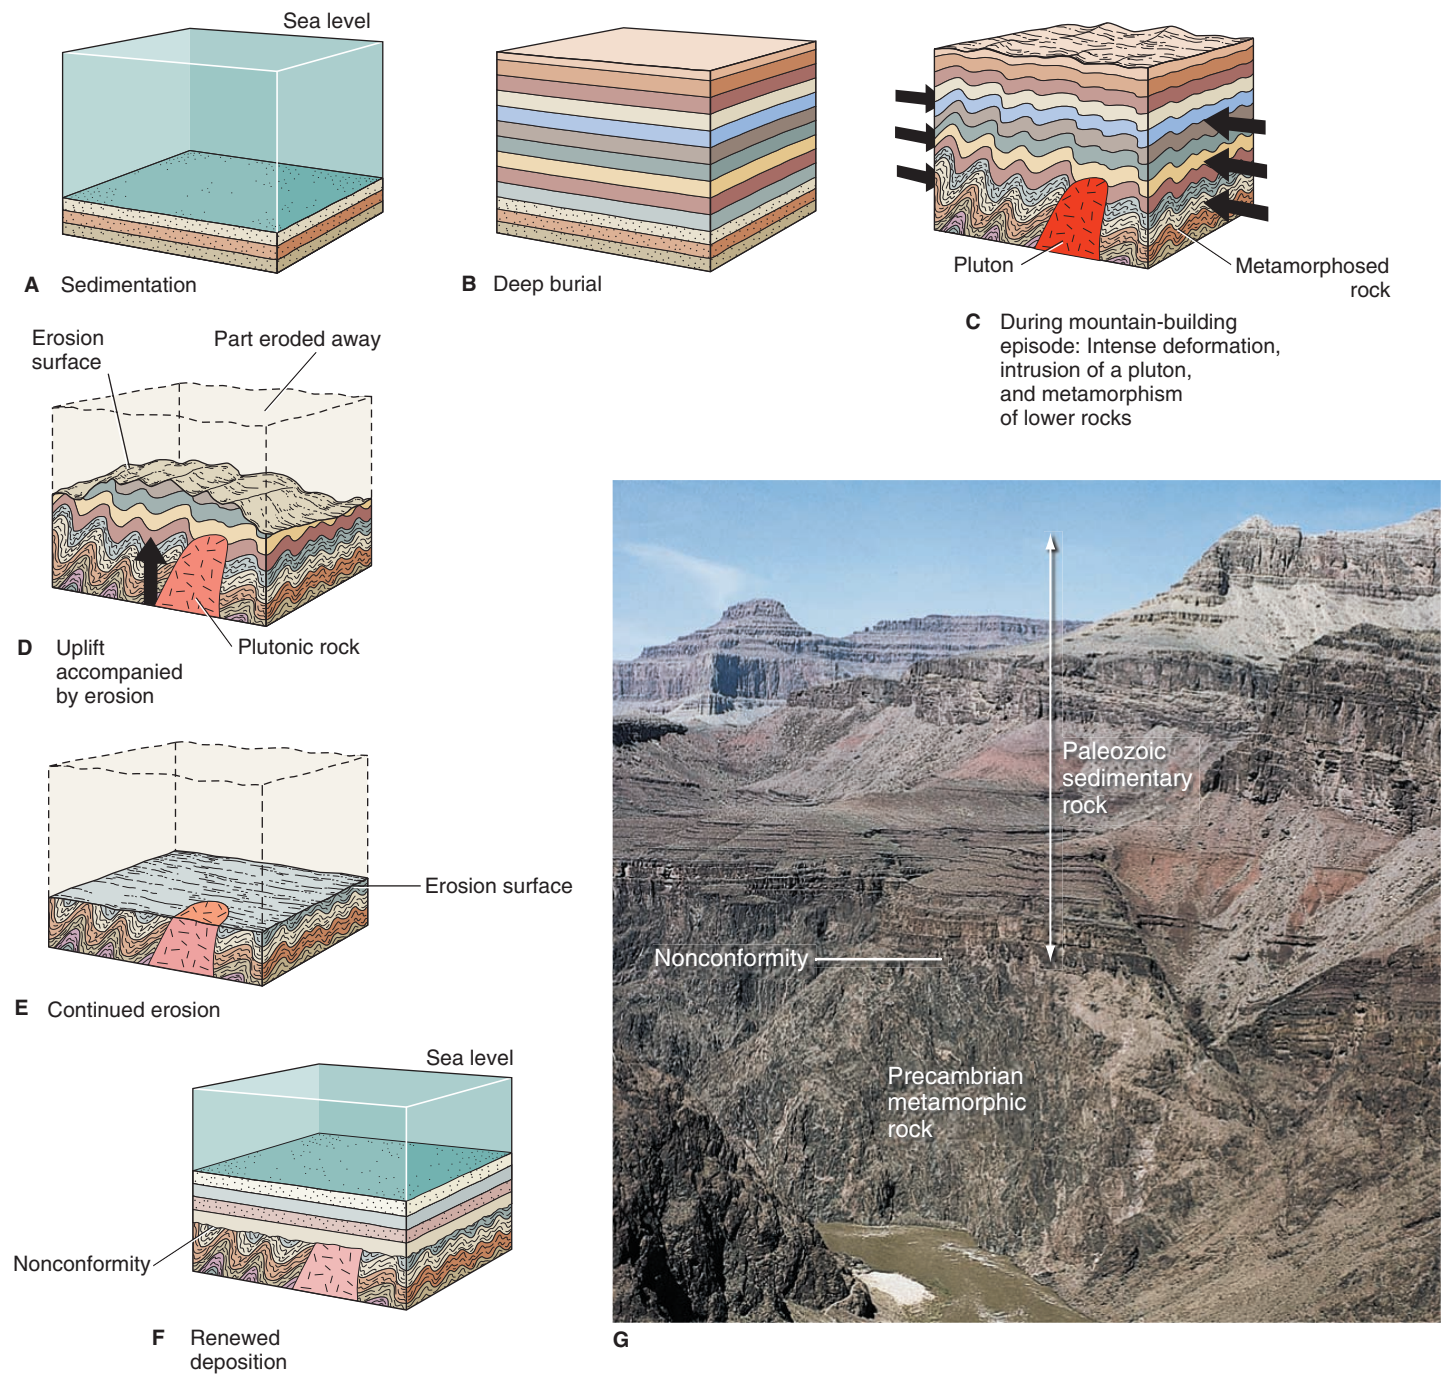 Sea level
A Sedimentation
B Deep burial
Pluton
Metamorphosed
rock
C During mountain-building
episode: Intense deformation,
intrusion of a pluton,
and metamorphism
of lower rocks
Erosion
surface
Part eroded away
Plutonic rock
D Uplift
accompanied
by erosion
Erosion surface
E Continued erosion
Sea level
Nonconformity
F Renewed
deposition
Paleozoic
sedimentary
rock
Nonconformity
Precambrian
metamorphic
rock
G